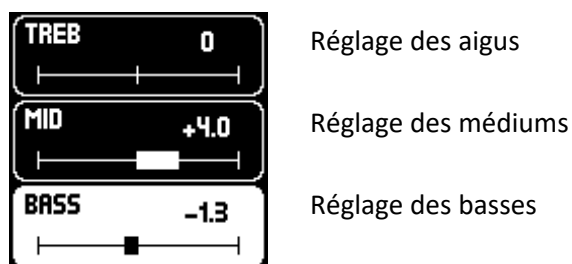 TREB 0 Réglage des aigus
MID +4.0 Réglage des médiums
BASS -1.3 Réglage des basses